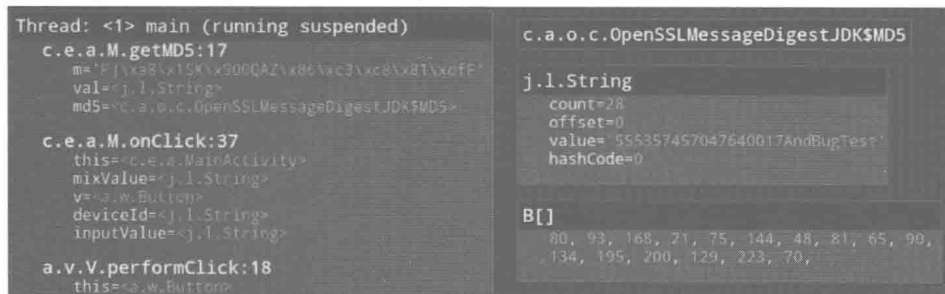 Thread: <1> main (running suspended)
c.e.a.M.getMD5:17
val=<j.l.String>
md5=<c.a.o.c.OpenSSLMessageDigestJDK$MD5>
c.e.a.M.onClick:37
this=<c.e.a.MainActivity>
mixValue=<j.l.String>
v=<a.w.Button>
deviceId=<j.l.String>
inputValue=<j.l.String>
a.v.V.performClick:18
this=<a.w.Button>
c.a.o.c.OpenSSLMessageDigestJDK$MD5
j.l.String
count=28
offset=0
value='555357457047640017AndBugTest'
hashCode=0
B[]
80, 93, 168, 21, 75, 144, 48, 81, 65, 90,
134, 195, 200, 129, 223, 70,